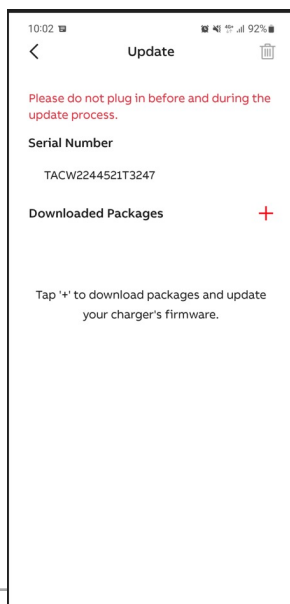 10:02 92%
Update
Please do not plug in before and during the
update process.
Serial Number
TACW2244521T3247
Downloaded Packages +
Tap '+' to download packages and update
your charger's firmware.